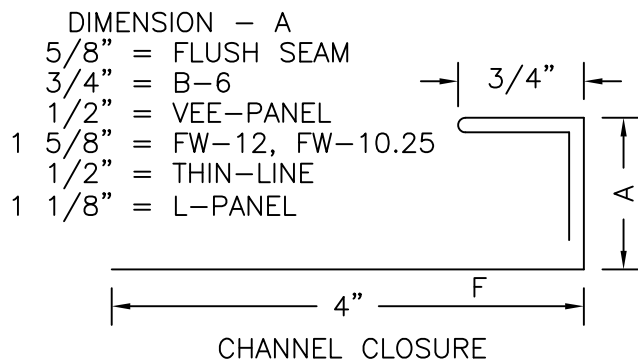 DIMENSION - A
5/8" = FLUSH SEAM
3/4" = B-6
1/2" = VEE-PANEL
1 5/8" = FW-12, FW-10.25
1/2" = THIN-LINE
1 1/8" = L-PANEL
3/4"
A
F
4"
CHANNEL CLOSURE